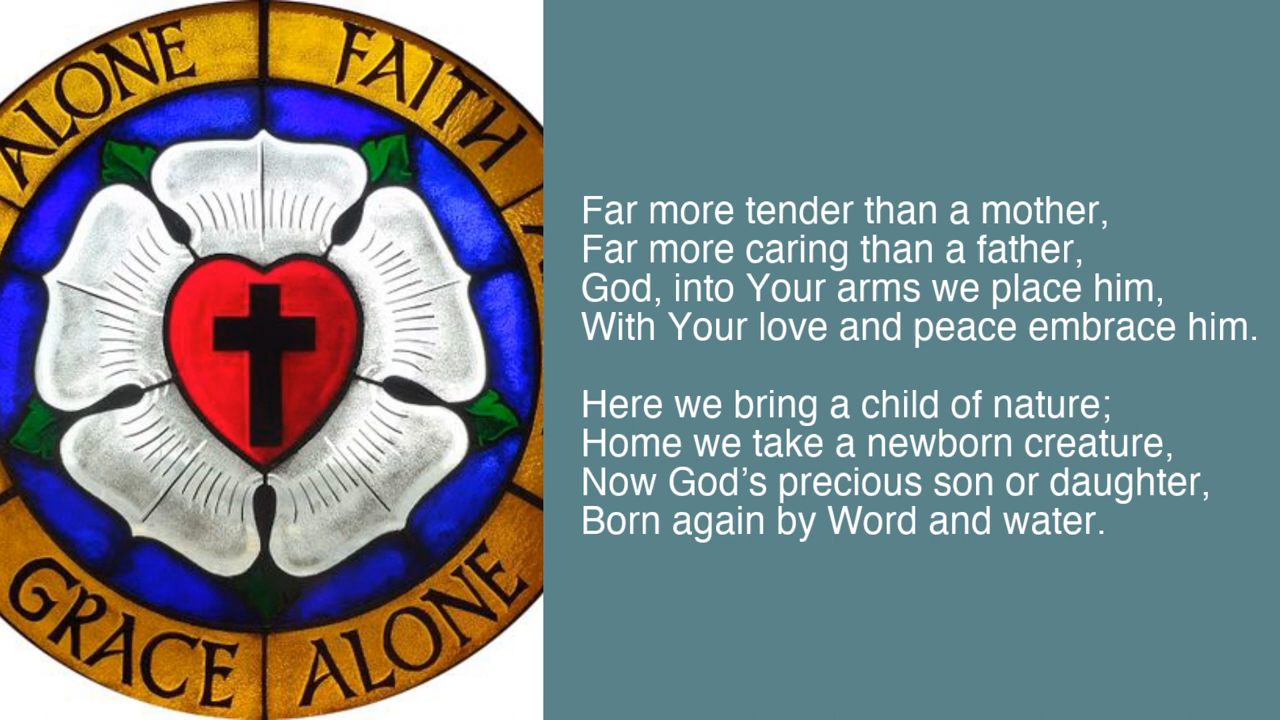 ALONE
FAITH
GRACE
ALONE
Far more tender than a mother,
Far more caring than a father,
God, into Your arms we place him,
With Your love and peace embrace him.
Here we bring a child of nature;
Home we take a newborn creature,
Now God’s precious son or daughter,
Born again by Word and water.